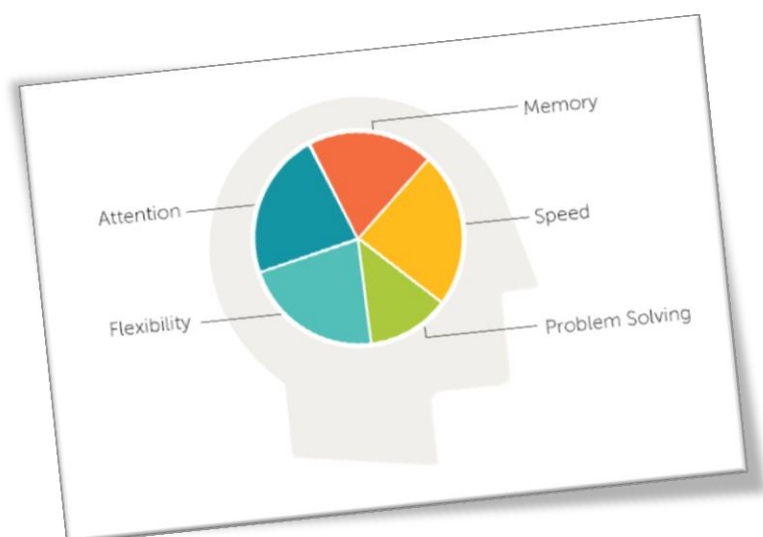 Memory
Attention
Speed
Flexibility
Problem Solving